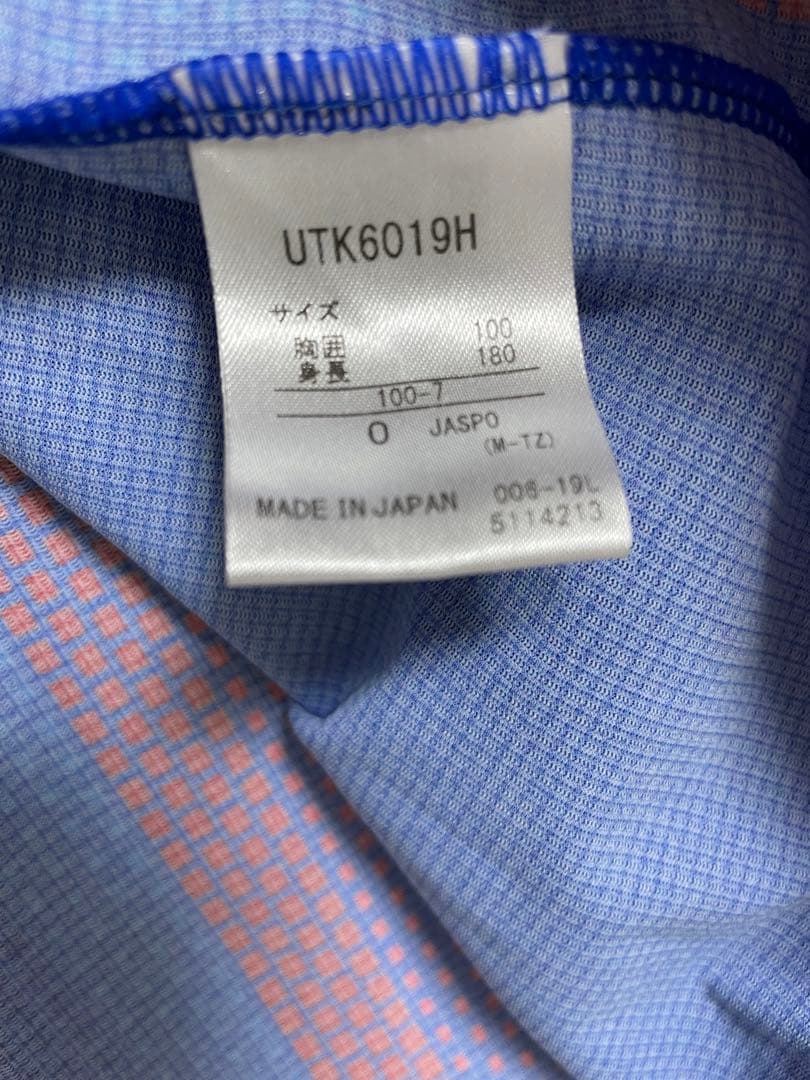 UTK6019H
サイズ
胸囲 100
身長 180
100-7
O JASPO
(M-TZ)
MADE IN JAPAN 006-19L
5114213